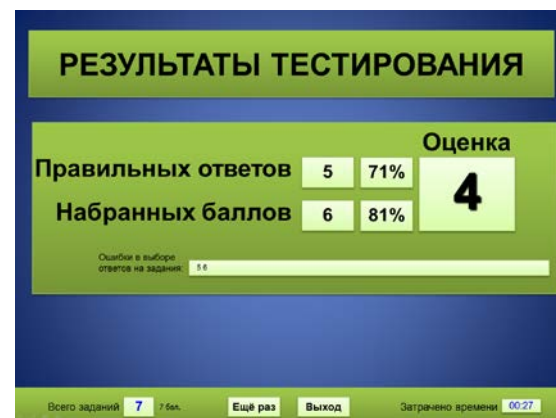 РЕЗУЛЬТАТЫ ТЕСТИРОВАНИЯ
Оценка
Правильных ответов 5 71% 4
Набранных баллов 6 81%
Ошибки в выборе
ответов на задания: 5 6
Всего заданий 7 7 бал. Ещё раз Выход Затрачено времени 00:27